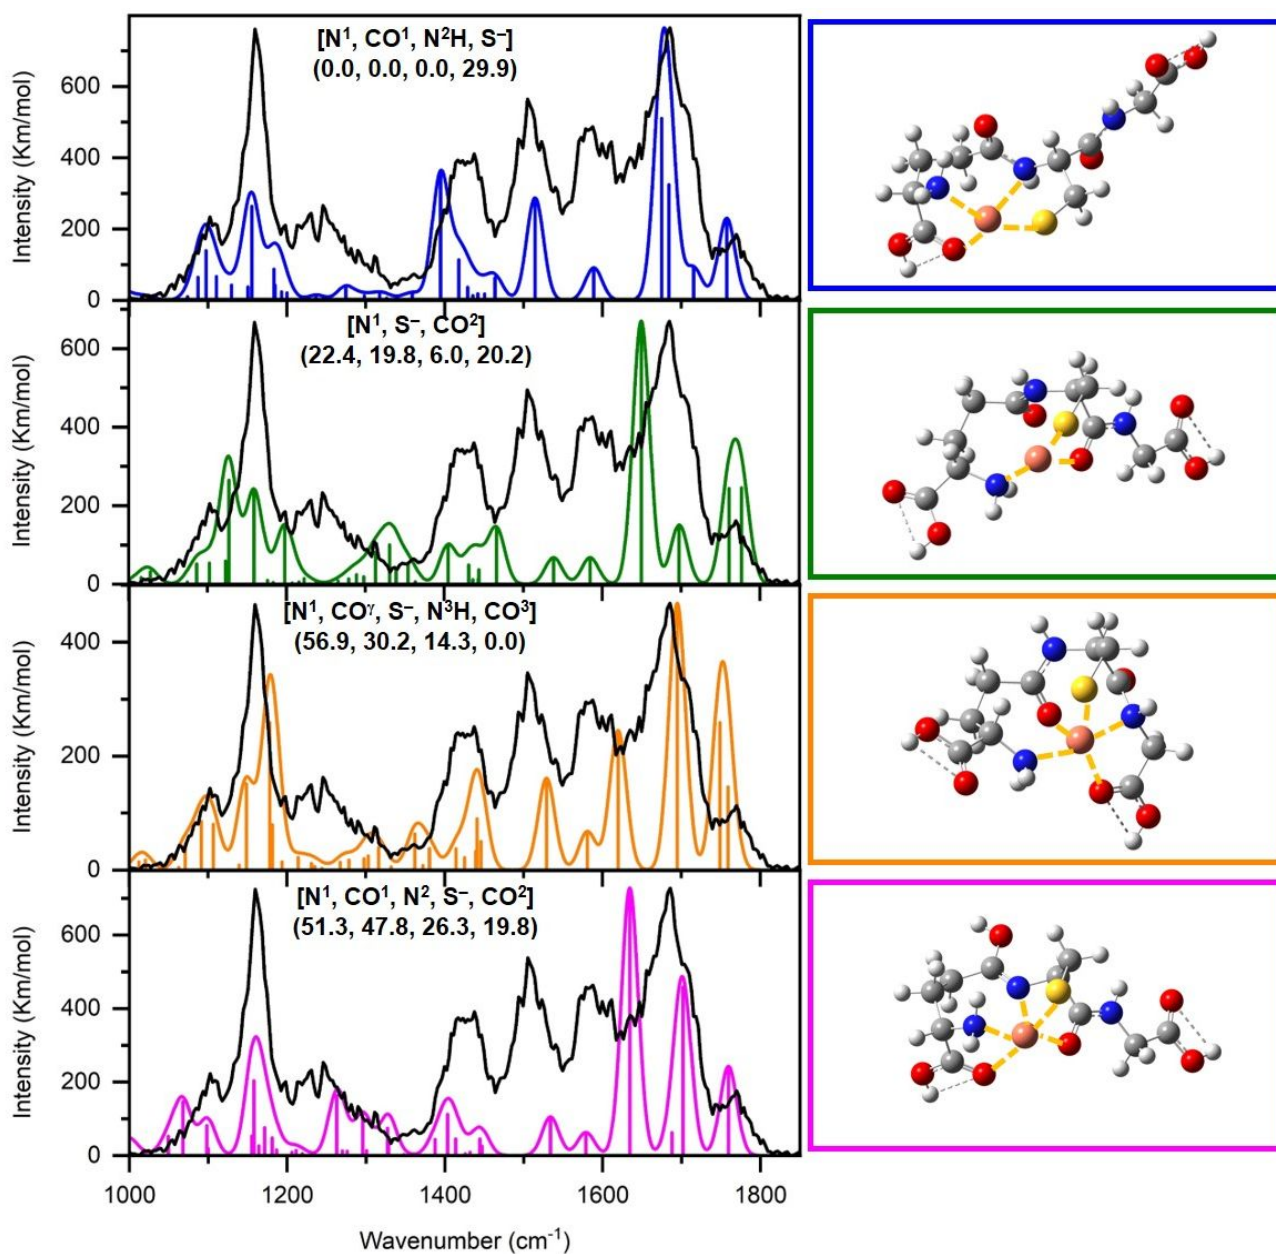 [N¹, CO¹, N²H, S⁻]
(0.0, 0.0, 0.0, 29.9)
Intensity (Km/mol)
600
400
200
0
[N¹, S⁻, CO²]
(22.4, 19.8, 6.0, 20.2)
Intensity (Km/mol)
600
400
200
0
[N¹, COᵞ, S⁻, N³H, CO³]
(56.9, 30.2, 14.3, 0.0)
Intensity (Km/mol)
400
200
0
[N¹, CO¹, N², S⁻, CO²]
(51.3, 47.8, 26.3, 19.8)
Intensity (Km/mol)
600
400
200
0
1000 1200 1400 1600 1800
Wavenumber (cm⁻¹)